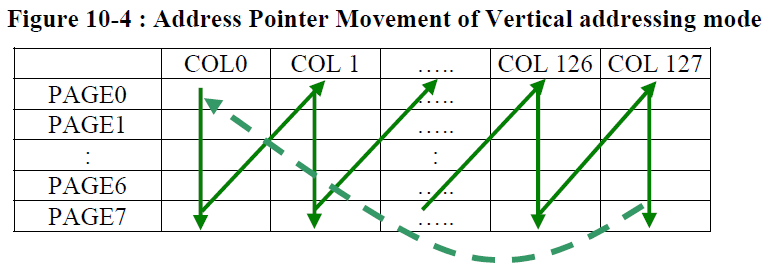 Figure 10-4 : Address Pointer Movement of Vertical addressing mode
COL0 COL 1 ….. COL 126 COL 127
PAGE0 …..
PAGE1 …..
: :
PAGE6 …..
PAGE7 …..